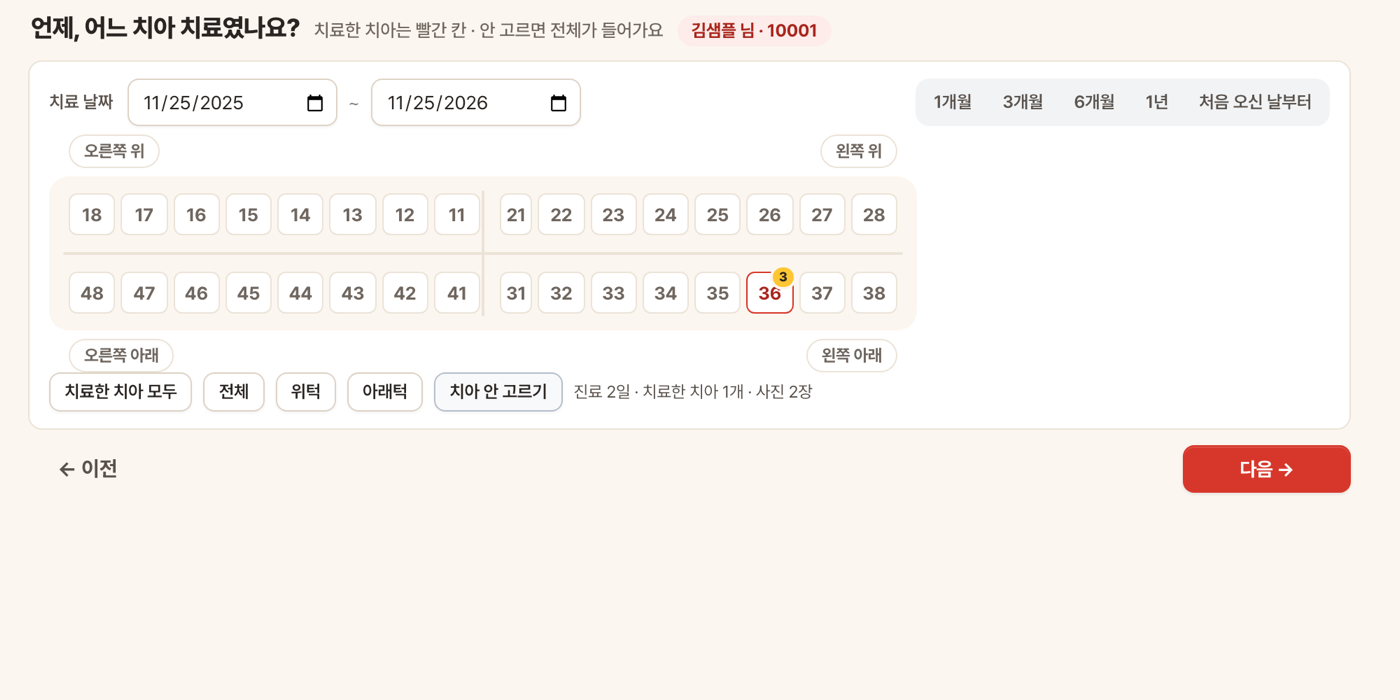 언제, 어느 치아 치료였나요? 치료한 치아는 빨간 칸 · 안 고르면 전체가 들어가요 김샘플 님 · 10001
치료 날짜 11/25/2025 ~ 11/25/2026 1개월 3개월 6개월 1년 처음 오신 날부터
오른쪽 위 왼쪽 위
18 17 16 15 14 13 12 11 21 22 23 24 25 26 27 28
48 47 46 45 44 43 42 41 31 32 33 34 35 36 3 37 38
오른쪽 아래 왼쪽 아래
치료한 치아 모두 전체 위턱 아래턱 치아 안 고르기 진료 2일 · 치료한 치아 1개 · 사진 2장
← 이전 다음 →